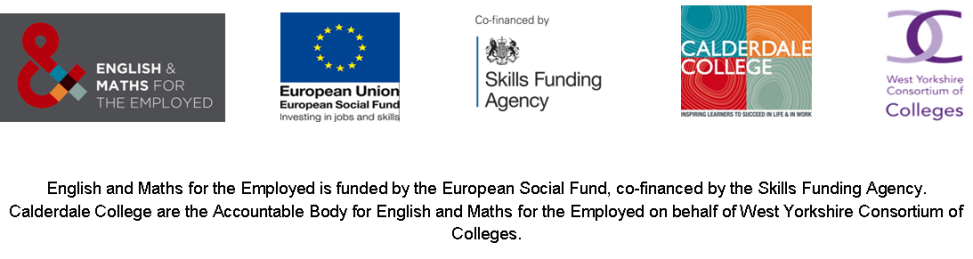 ENGLISH &
MATHS FOR
THE EMPLOYED
European Union
European Social Fund
Investing in jobs and skills
Co-financed by
Skills Funding
Agency
CALDERDALE
COLLEGE
INSPIRING LEARNERS TO SUCCEED IN LIFE & IN WORK
West Yorkshire
Consortium of
Colleges
English and Maths for the Employed is funded by the European Social Fund, co-financed by the Skills Funding Agency.
Calderdale College are the Accountable Body for English and Maths for the Employed on behalf of West Yorkshire Consortium of
Colleges.